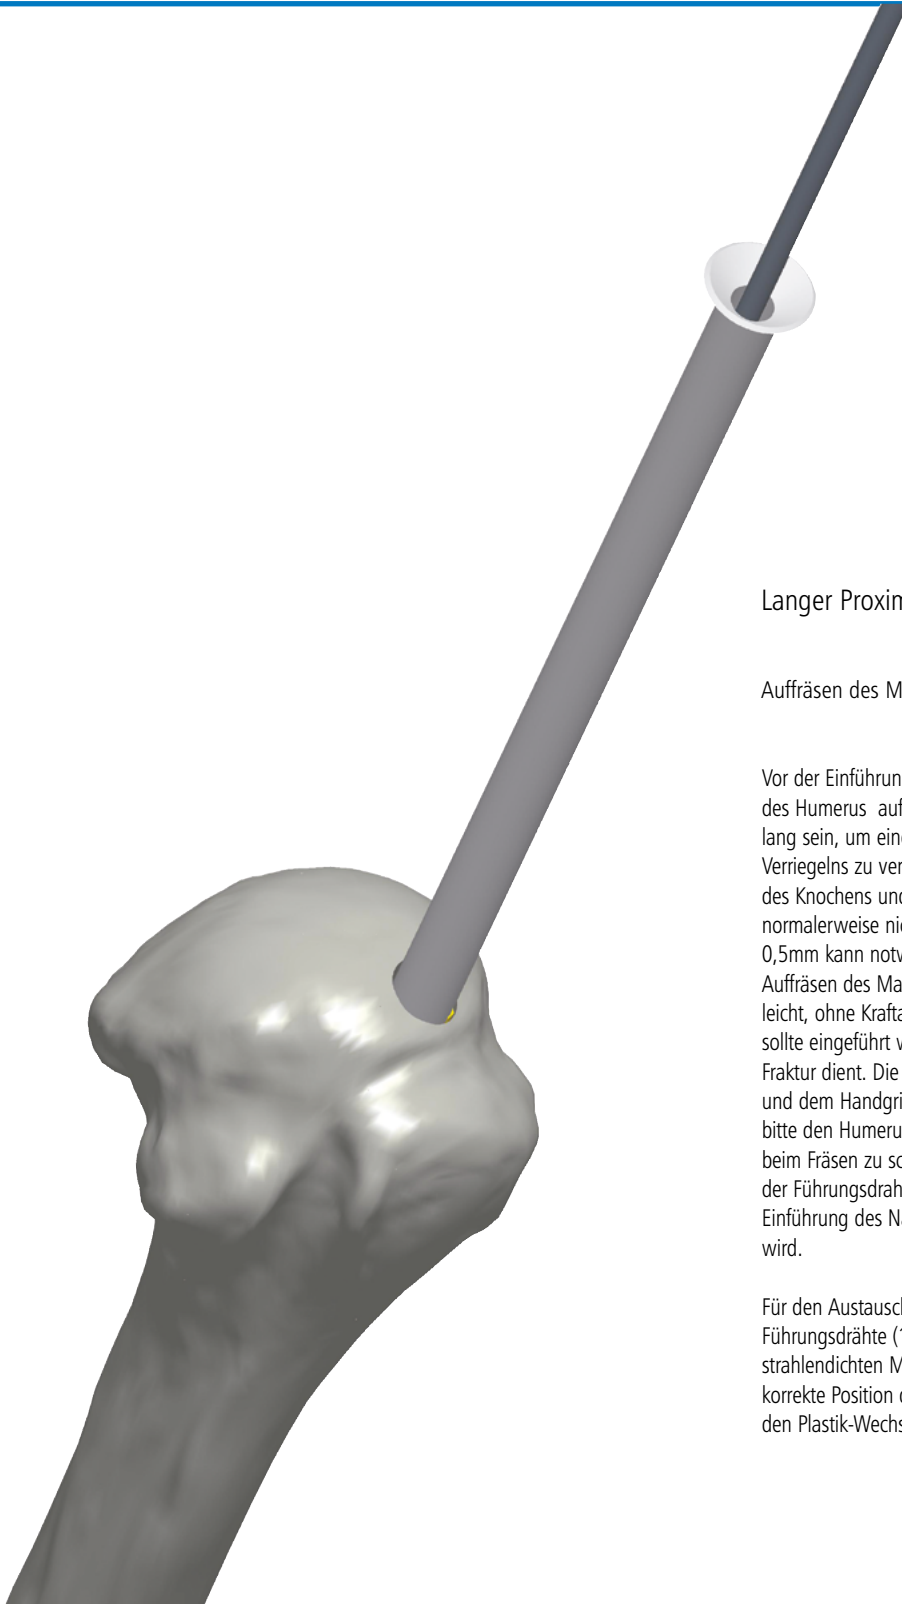 Langer Proxim
Auffräsen des M
Vor der Einführun
des Humerus auf
lang sein, um ein
Verriegelns zu ver
des Knochens und
normalerweise nic
0,5mm kann notw
Auffräsen des Ma
leicht, ohne Krafta
sollte eingeführt w
Fraktur dient. Die
und dem Handgri
bitte den Humeru
beim Fräsen zu sc
der Führungsdrah
Einführung des Na
wird.
Für den Austausch
Führungsdrähte (1
strahlendichten M
korrekte Position d
den Plastik-Wechs